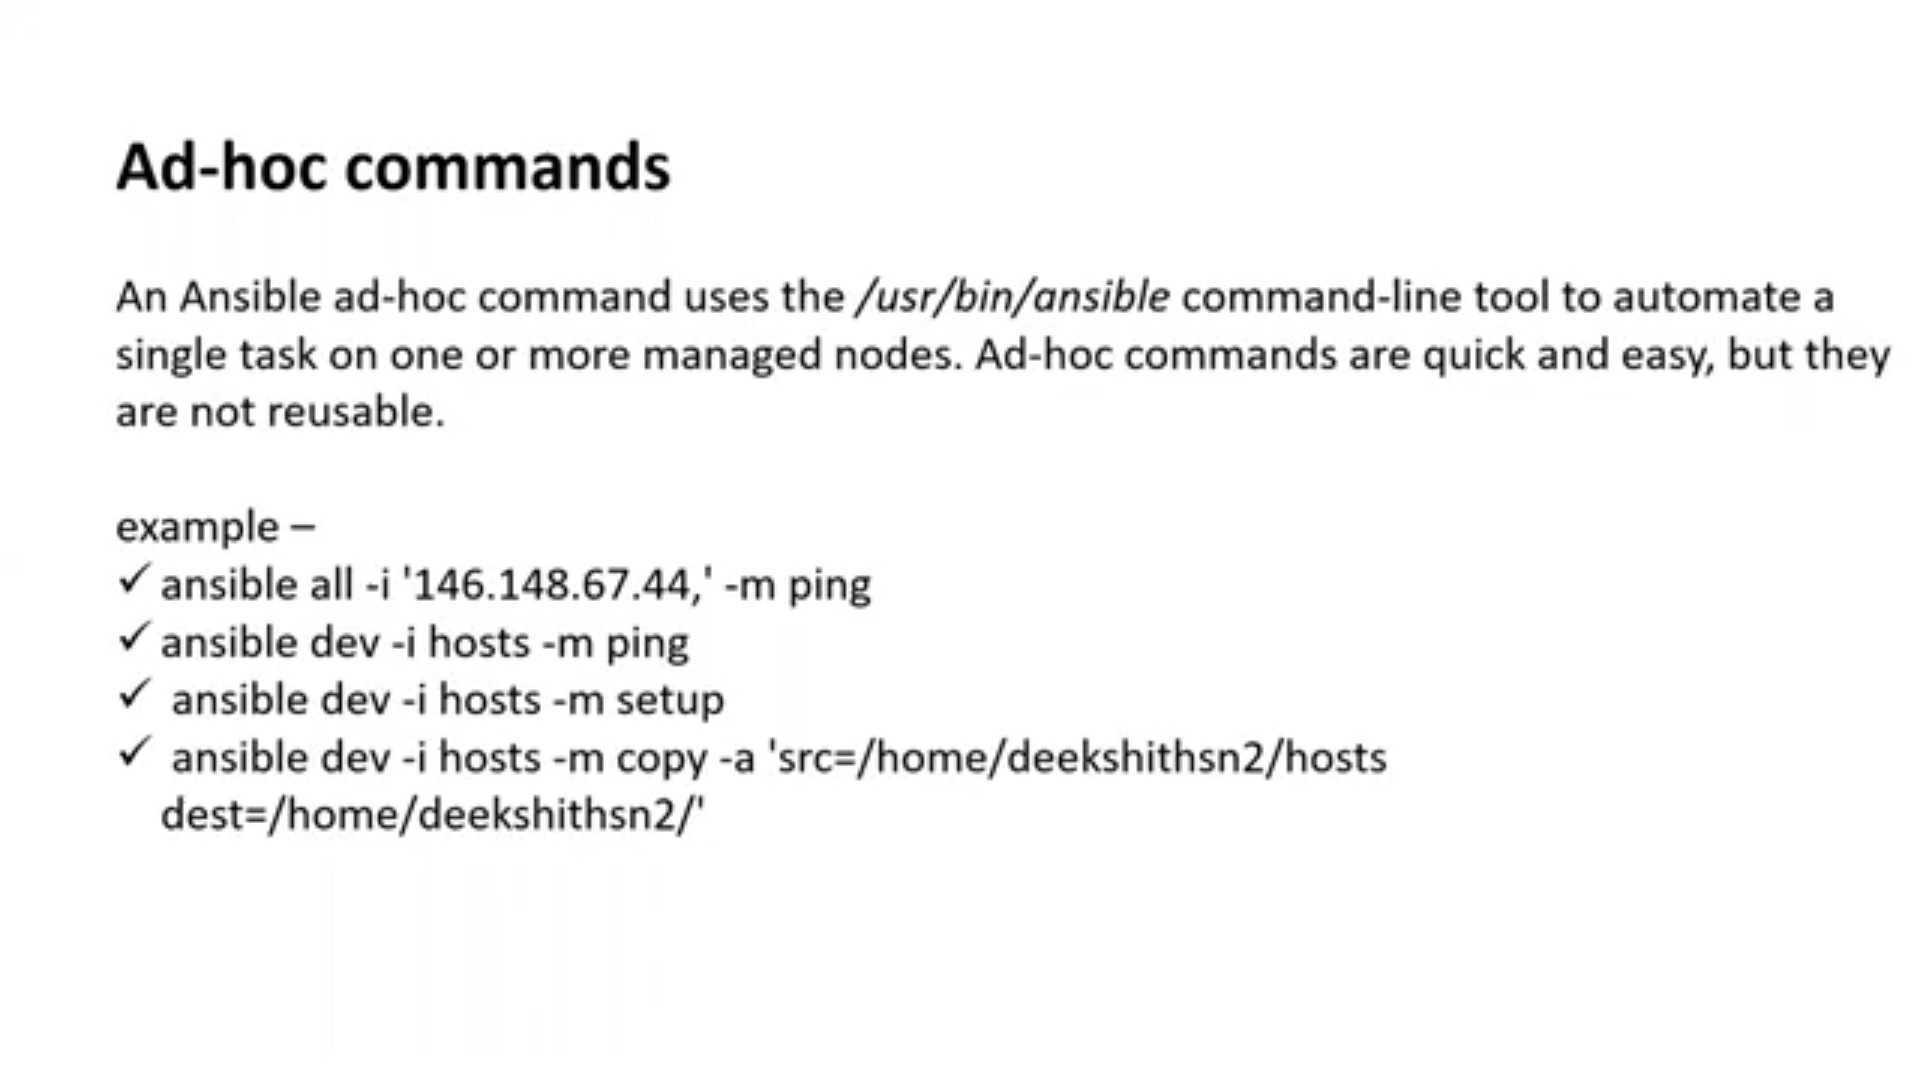 Ad-hoc commands
An Ansible ad-hoc command uses the /usr/bin/ansible command-line tool to automate a
single task on one or more managed nodes. Ad-hoc commands are quick and easy, but they
are not reusable.
example –
✓ ansible all -i '146.148.67.44,' -m ping
✓ ansible dev -i hosts -m ping
✓ ansible dev -i hosts -m setup
✓ ansible dev -i hosts -m copy -a 'src=/home/deekshithsn2/hosts
dest=/home/deekshithsn2/'